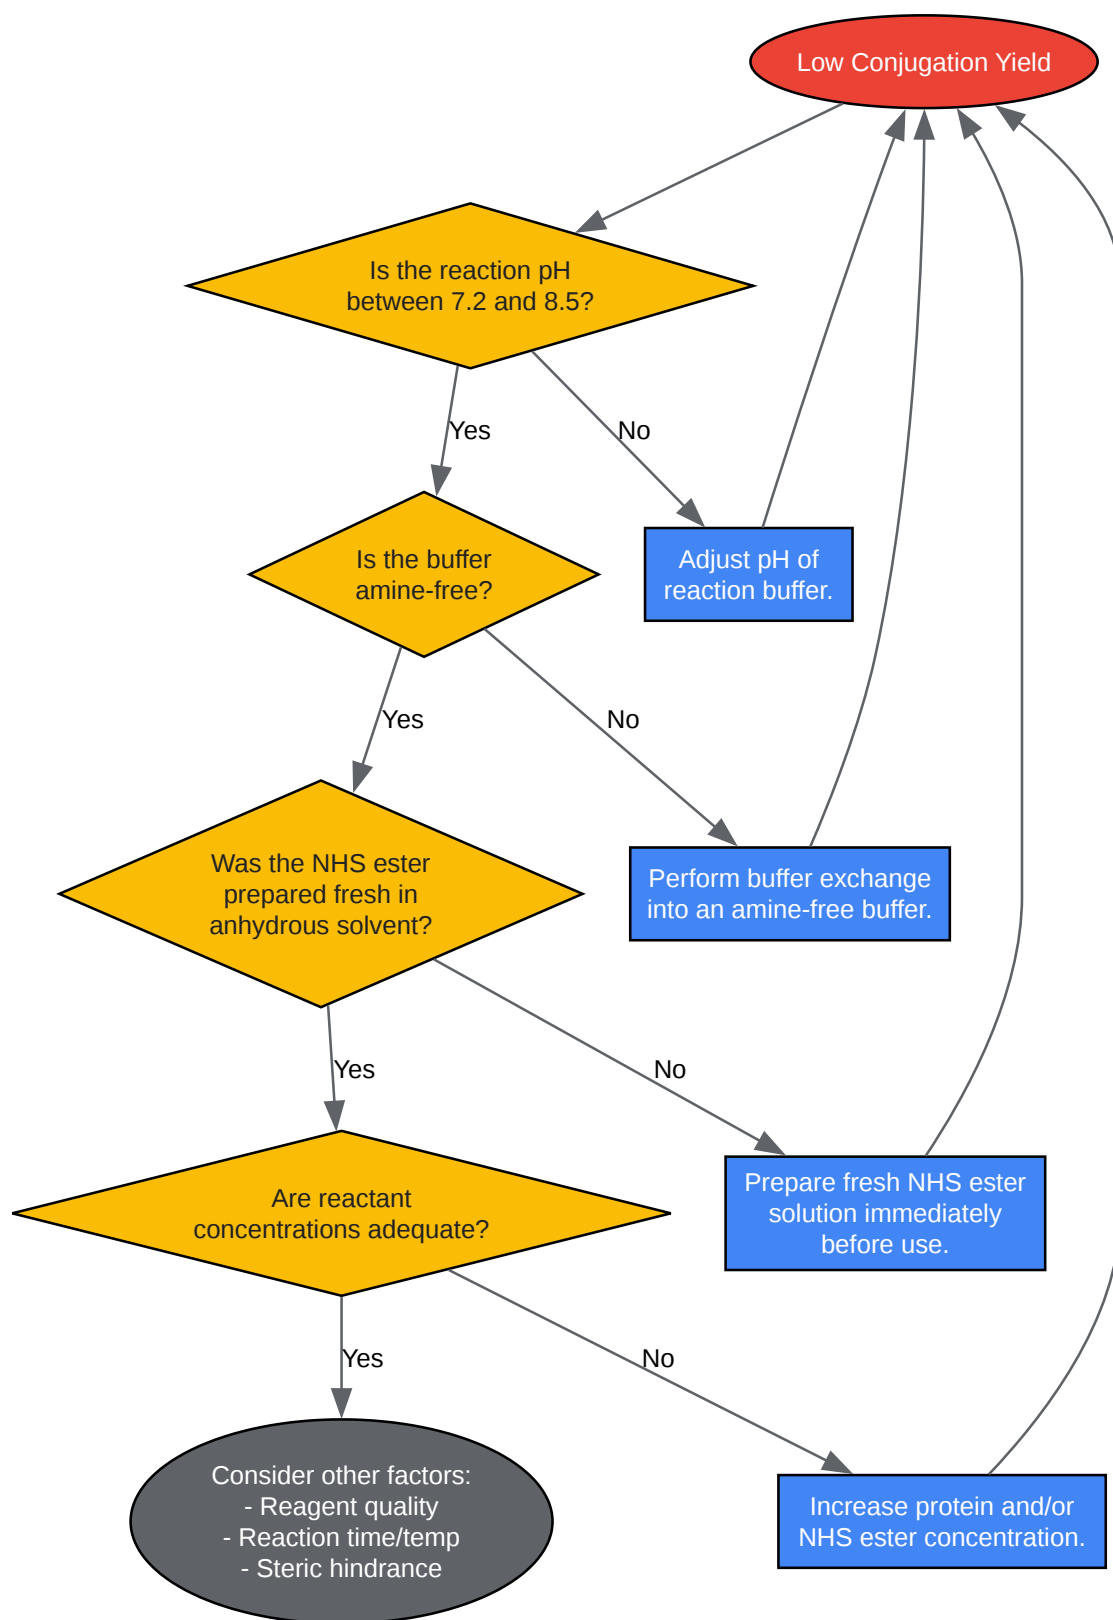 Low Conjugation Yield
Is the reaction pH
between 7.2 and 8.5?
Yes
No
Is the buffer
amine-free?
Adjust pH of
reaction buffer.
Yes
No
Was the NHS ester
prepared fresh in
anhydrous solvent?
Perform buffer exchange
into an amine-free buffer.
Yes
No
Are reactant
concentrations adequate?
Prepare fresh NHS ester
solution immediately
before use.
Yes
No
Consider other factors:
- Reagent quality
- Reaction time/temp
- Steric hindrance
Increase protein and/or
NHS ester concentration.